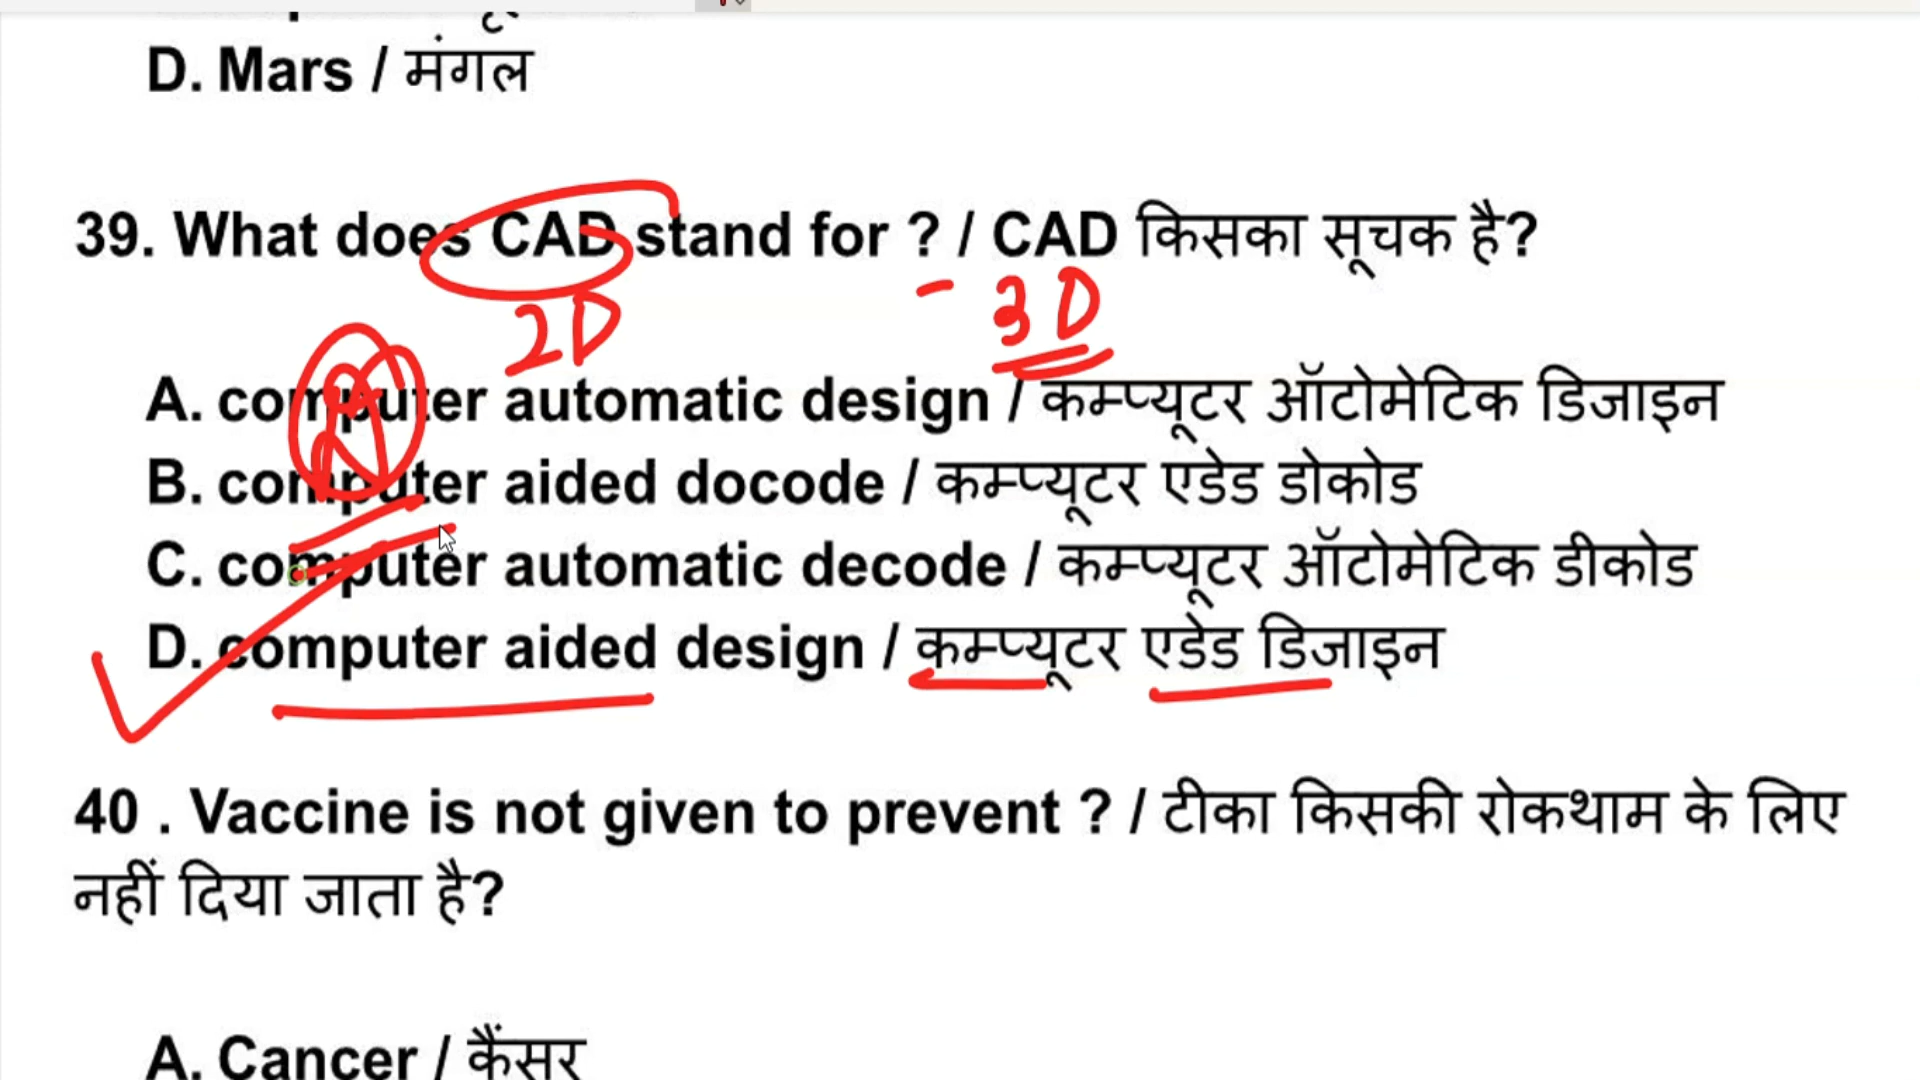 D. Mars / मंगल
39. What does CAD stand for ? / CAD किसका सूचक है?
2D - 3D
A. computer automatic design / कम्प्यूटर ऑटोमेटिक डिजाइन
B. computer aided docode / कम्प्यूटर एडेड डोकोड
C. computer automatic decode / कम्प्यूटर ऑटोमेटिक डीकोड
D. computer aided design / कम्प्यूटर एडेड डिजाइन
40 . Vaccine is not given to prevent ? / टीका किसकी रोकथाम के लिए
नहीं दिया जाता है?
A. Cancer / कैंसर